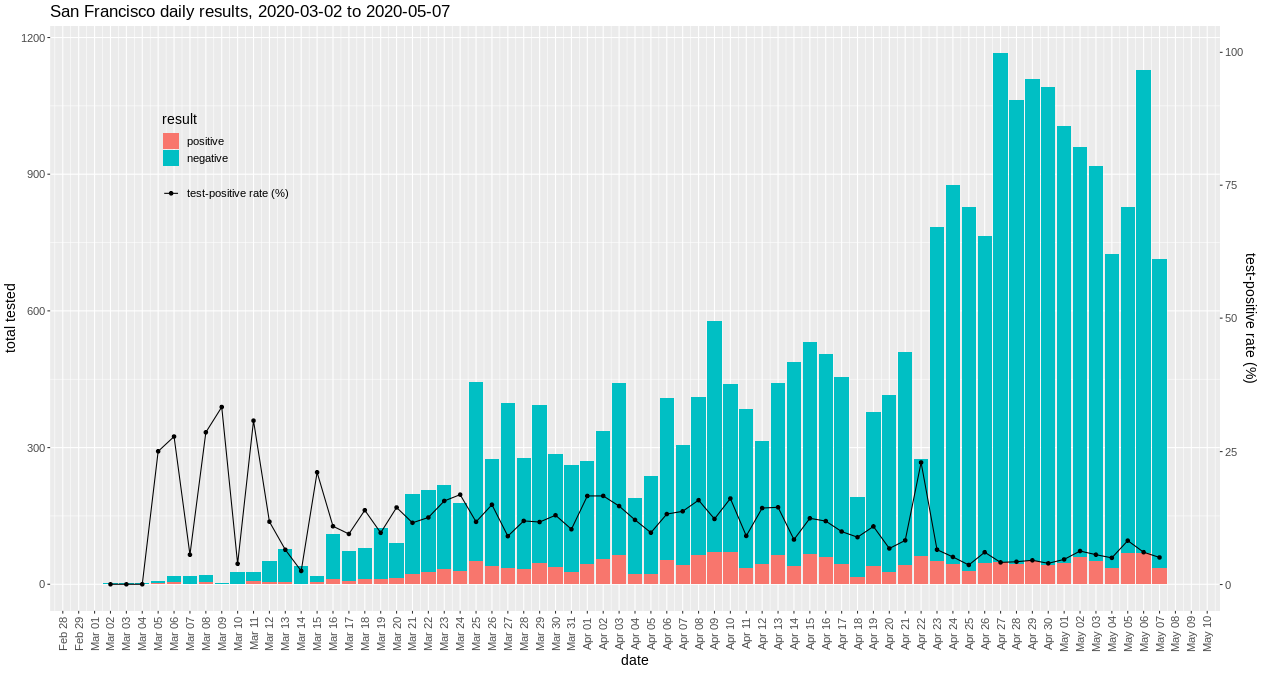 San Francisco daily results, 2020-03-02 to 2020-05-07
1200
900
600
300
0
total tested
result
positive
negative
test-positive rate (%)
100
75
50
25
0
test-positive rate (%)
Feb 28
Feb 29
Mar 01
Mar 02
Mar 03
Mar 04
Mar 05
Mar 06
Mar 07
Mar 08
Mar 09
Mar 10
Mar 11
Mar 12
Mar 13
Mar 14
Mar 15
Mar 16
Mar 17
Mar 18
Mar 19
Mar 20
Mar 21
Mar 22
Mar 23
Mar 24
Mar 25
Mar 26
Mar 27
Mar 28
Mar 29
Mar 30
Mar 31
Apr 01
Apr 02
Apr 03
Apr 04
Apr 05
Apr 06
Apr 07
Apr 08
Apr 09
Apr 10
Apr 11
Apr 12
Apr 13
Apr 14
Apr 15
Apr 16
Apr 17
Apr 18
Apr 19
Apr 20
Apr 21
Apr 22
Apr 23
Apr 24
Apr 25
Apr 26
Apr 27
Apr 28
Apr 29
Apr 30
May 01
May 02
May 03
May 04
May 05
May 06
May 07
May 08
May 09
May 10
date